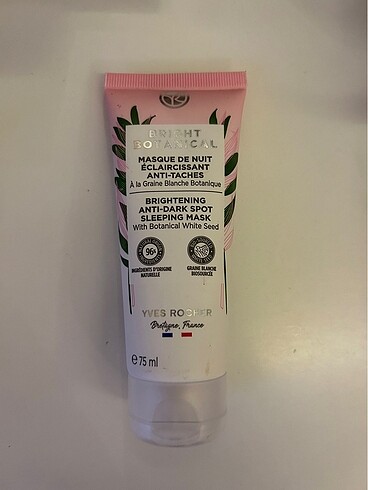 BRIGHT
BOTANICAL
MASQUE DE NUIT
ÉCLAIRCISSANT
ANTI-TACHES
À la Graine Blanche Botanique
BRIGHTENING
ANTI-DARK SPOT
SLEEPING MASK
With Botanical White Seed
96%
INGRÉDIENTS D'ORIGINE
NATURELLE
GRAINE BLANCHE
BIOSOURCÉE
YVES ROCHER
Bretagne, France
e 75 ml